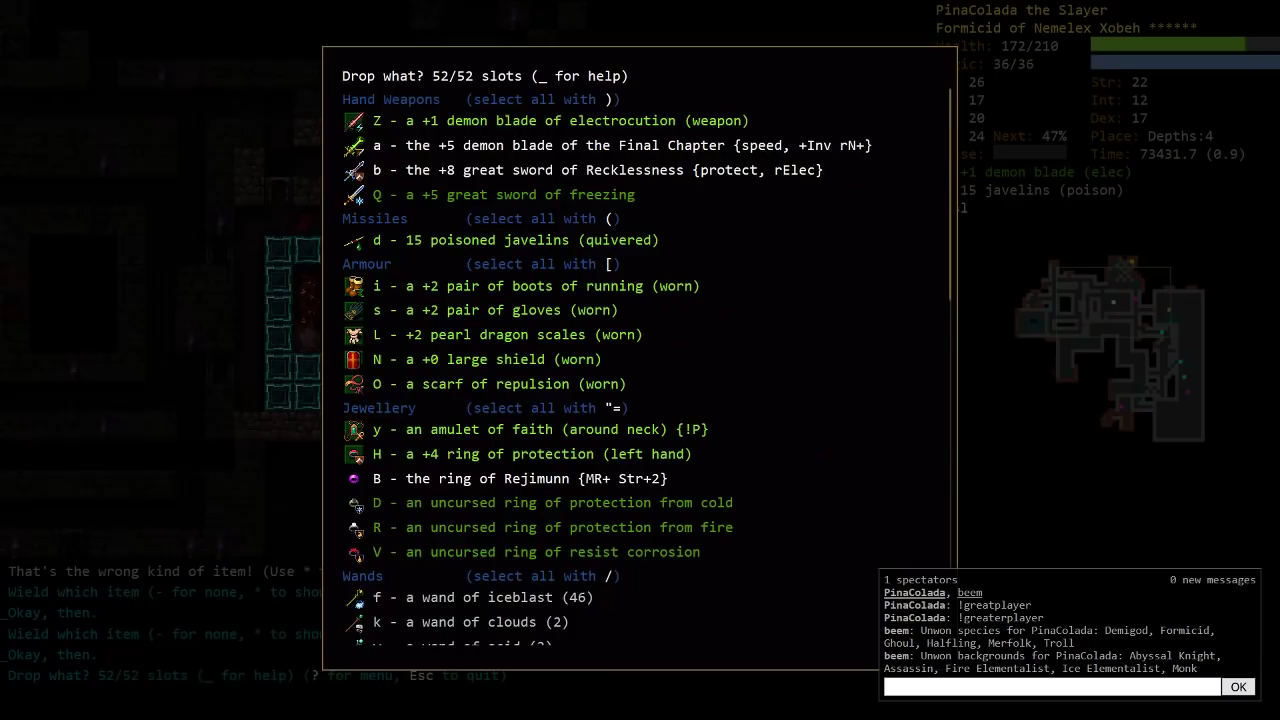 PinaColada the Slayer
Formicid of Nemelex Xobeh ******
Health: 172/210
ic: 36/36
26 Str: 22
17 Int: 12
20 Dex: 17
24 Next: 47% Place: Depths:4
se: Time: 73431.7 (0.9)
+1 demon blade (elec)
15 javelins (poison)
Drop what? 52/52 slots (_ for help)
Hand Weapons (select all with ))
Z - a +1 demon blade of electrocution (weapon)
a - the +5 demon blade of the Final Chapter {speed, +Inv rN+}
b - the +8 great sword of Recklessness {protect, rElec}
Q - a +5 great sword of freezing
Missiles (select all with ()
d - 15 poisoned javelins (quivered)
Armour (select all with [)
i - a +2 pair of boots of running (worn)
s - a +2 pair of gloves (worn)
L - +2 pearl dragon scales (worn)
N - a +0 large shield (worn)
O - a scarf of repulsion (worn)
Jewellery (select all with "=)
y - an amulet of faith (around neck) {!P}
H - a +4 ring of protection (left hand)
B - the ring of Rejimunn {MR+ Str+2}
D - an uncursed ring of protection from cold
R - an uncursed ring of protection from fire
V - an uncursed ring of resist corrosion
Wands (select all with /)
f - a wand of iceblast (46)
k - a wand of clouds (2)
That's the wrong kind of item! (Use *
Wield which item (- for none, * to sho
_Okay, then.
Wield which item (- for none, * to sho
_Okay, then.
Drop what? 52/52 slots (_ for help) (? for menu, Esc to quit)
1 spectators 0 new messages
PinaColada, beem
PinaColada: !greatplayer
PinaColada: !greaterplayer
beem: Unwon species for PinaColada: Demigod, Formicid,
Ghoul, Halfling, Merfolk, Troll
beem: Unwon backgrounds for PinaColada: Abyssal Knight,
Assassin, Fire Elementalist, Ice Elementalist, Monk
OK